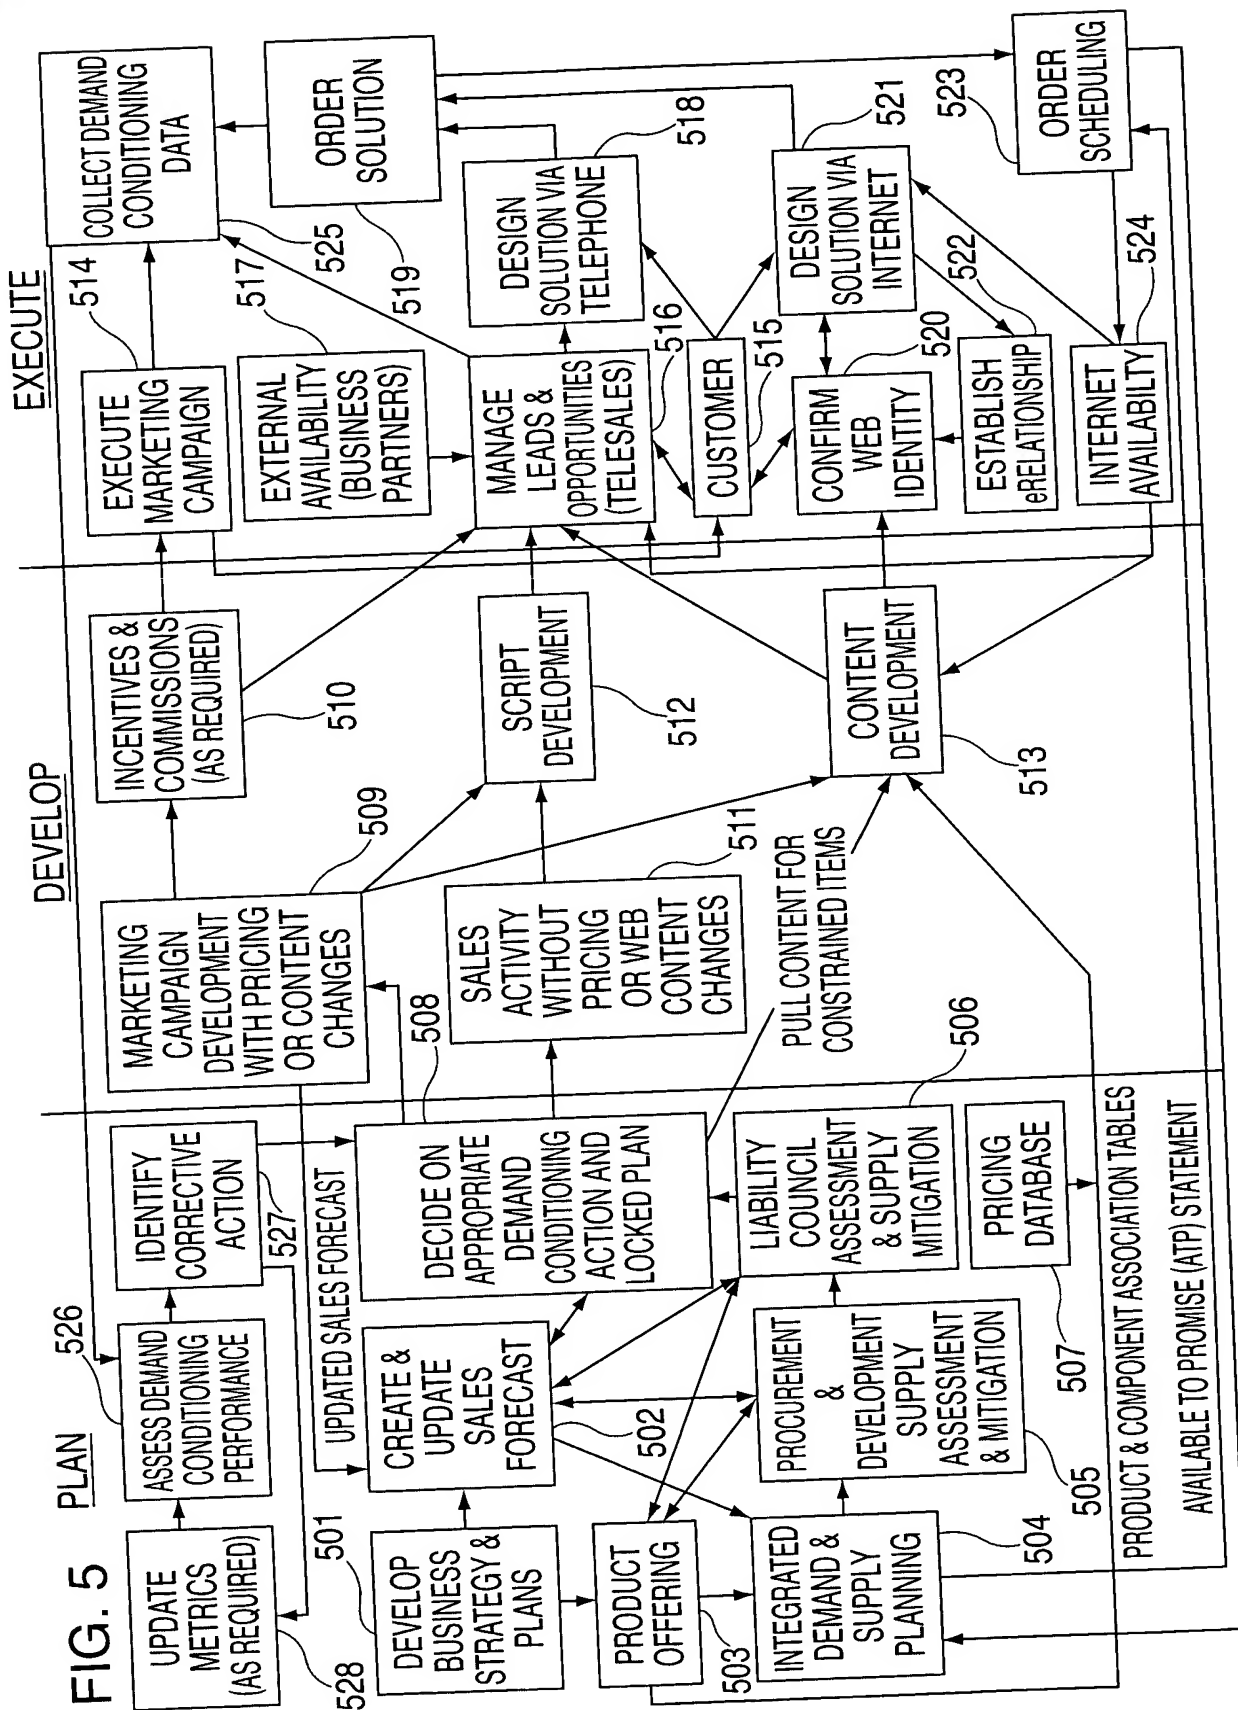 FIG. 5
PLAN
DEVELOP
EXECUTE
UPDATE
METRICS
(AS REQUIRED)
528
526
ASSESS DEMAND
CONDITIONING
PERFORMANCE
IDENTIFY
CORRECTIVE
ACTION
527
UPDATED SALES FORECAST
501
DEVELOP
BUSINESS
STRATEGY &
PLANS
CREATE &
UPDATE
SALES
FORECAST
502
DECIDE ON
APPROPRIATE
DEMAND
CONDITIONING
ACTION AND
LOCKED PLAN
508
PRODUCT
OFFERING
503
INTEGRATED
DEMAND &
SUPPLY
PLANNING
504
PROCUREMENT
&
DEVELOPMENT
SUPPLY
ASSESSMENT
& MITIGATION
505
LIABILITY
COUNCIL
ASSESSMENT
& SUPPLY
MITIGATION
506
PRICING
DATABASE
507
PRODUCT & COMPONENT ASSOCIATION TABLES
AVAILABLE TO PROMISE (ATP) STATEMENT
MARKETING
CAMPAIGN
DEVELOPMENT
WITH PRICING
OR CONTENT
CHANGES
509
INCENTIVES &
COMMISSIONS
(AS REQUIRED)
510
SALES
ACTIVITY
WITHOUT
PRICING
OR WEB
CONTENT
CHANGES
511
SCRIPT
DEVELOPMENT
512
PULL CONTENT FOR
CONSTRAINED ITEMS
CONTENT
DEVELOPMENT
513
EXECUTE
MARKETING
CAMPAIGN
514
COLLECT DEMAND
CONDITIONING
DATA
525
EXTERNAL
AVAILABILITY
(BUSINESS
PARTNERS)
517
ORDER
SOLUTION
519
MANAGE
LEADS &
OPPORTUNITIES
(TELESALES)
516
DESIGN
SOLUTION VIA
TELEPHONE
518
CUSTOMER
515
CONFIRM
WEB
IDENTITY
520
DESIGN
SOLUTION VIA
INTERNET
521
ESTABLISH
eRELATIONSHIP
522
INTERNET
AVAILABILTY
524
ORDER
SCHEDULING
523